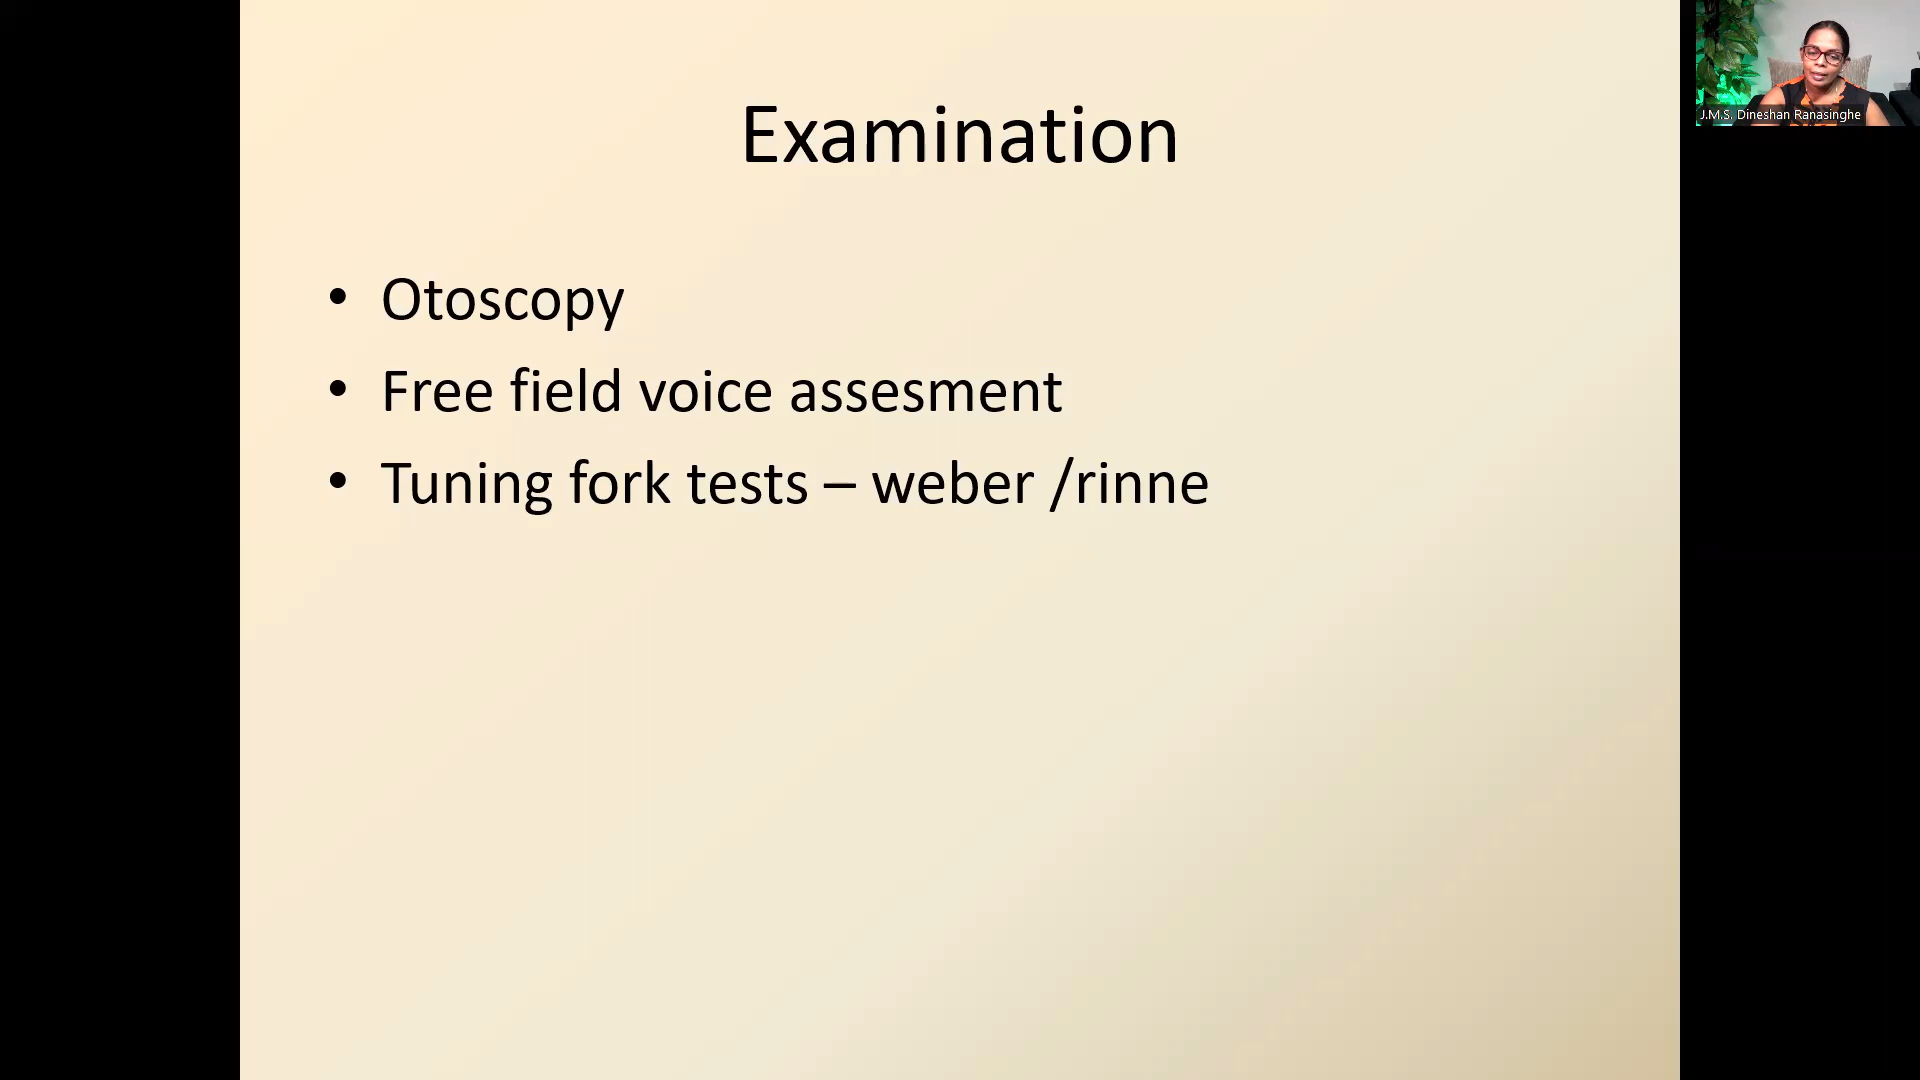 Examination
• Otoscopy
• Free field voice assesment
• Tuning fork tests – weber /rinne
J.M.S. Dineshan Ranasinghe